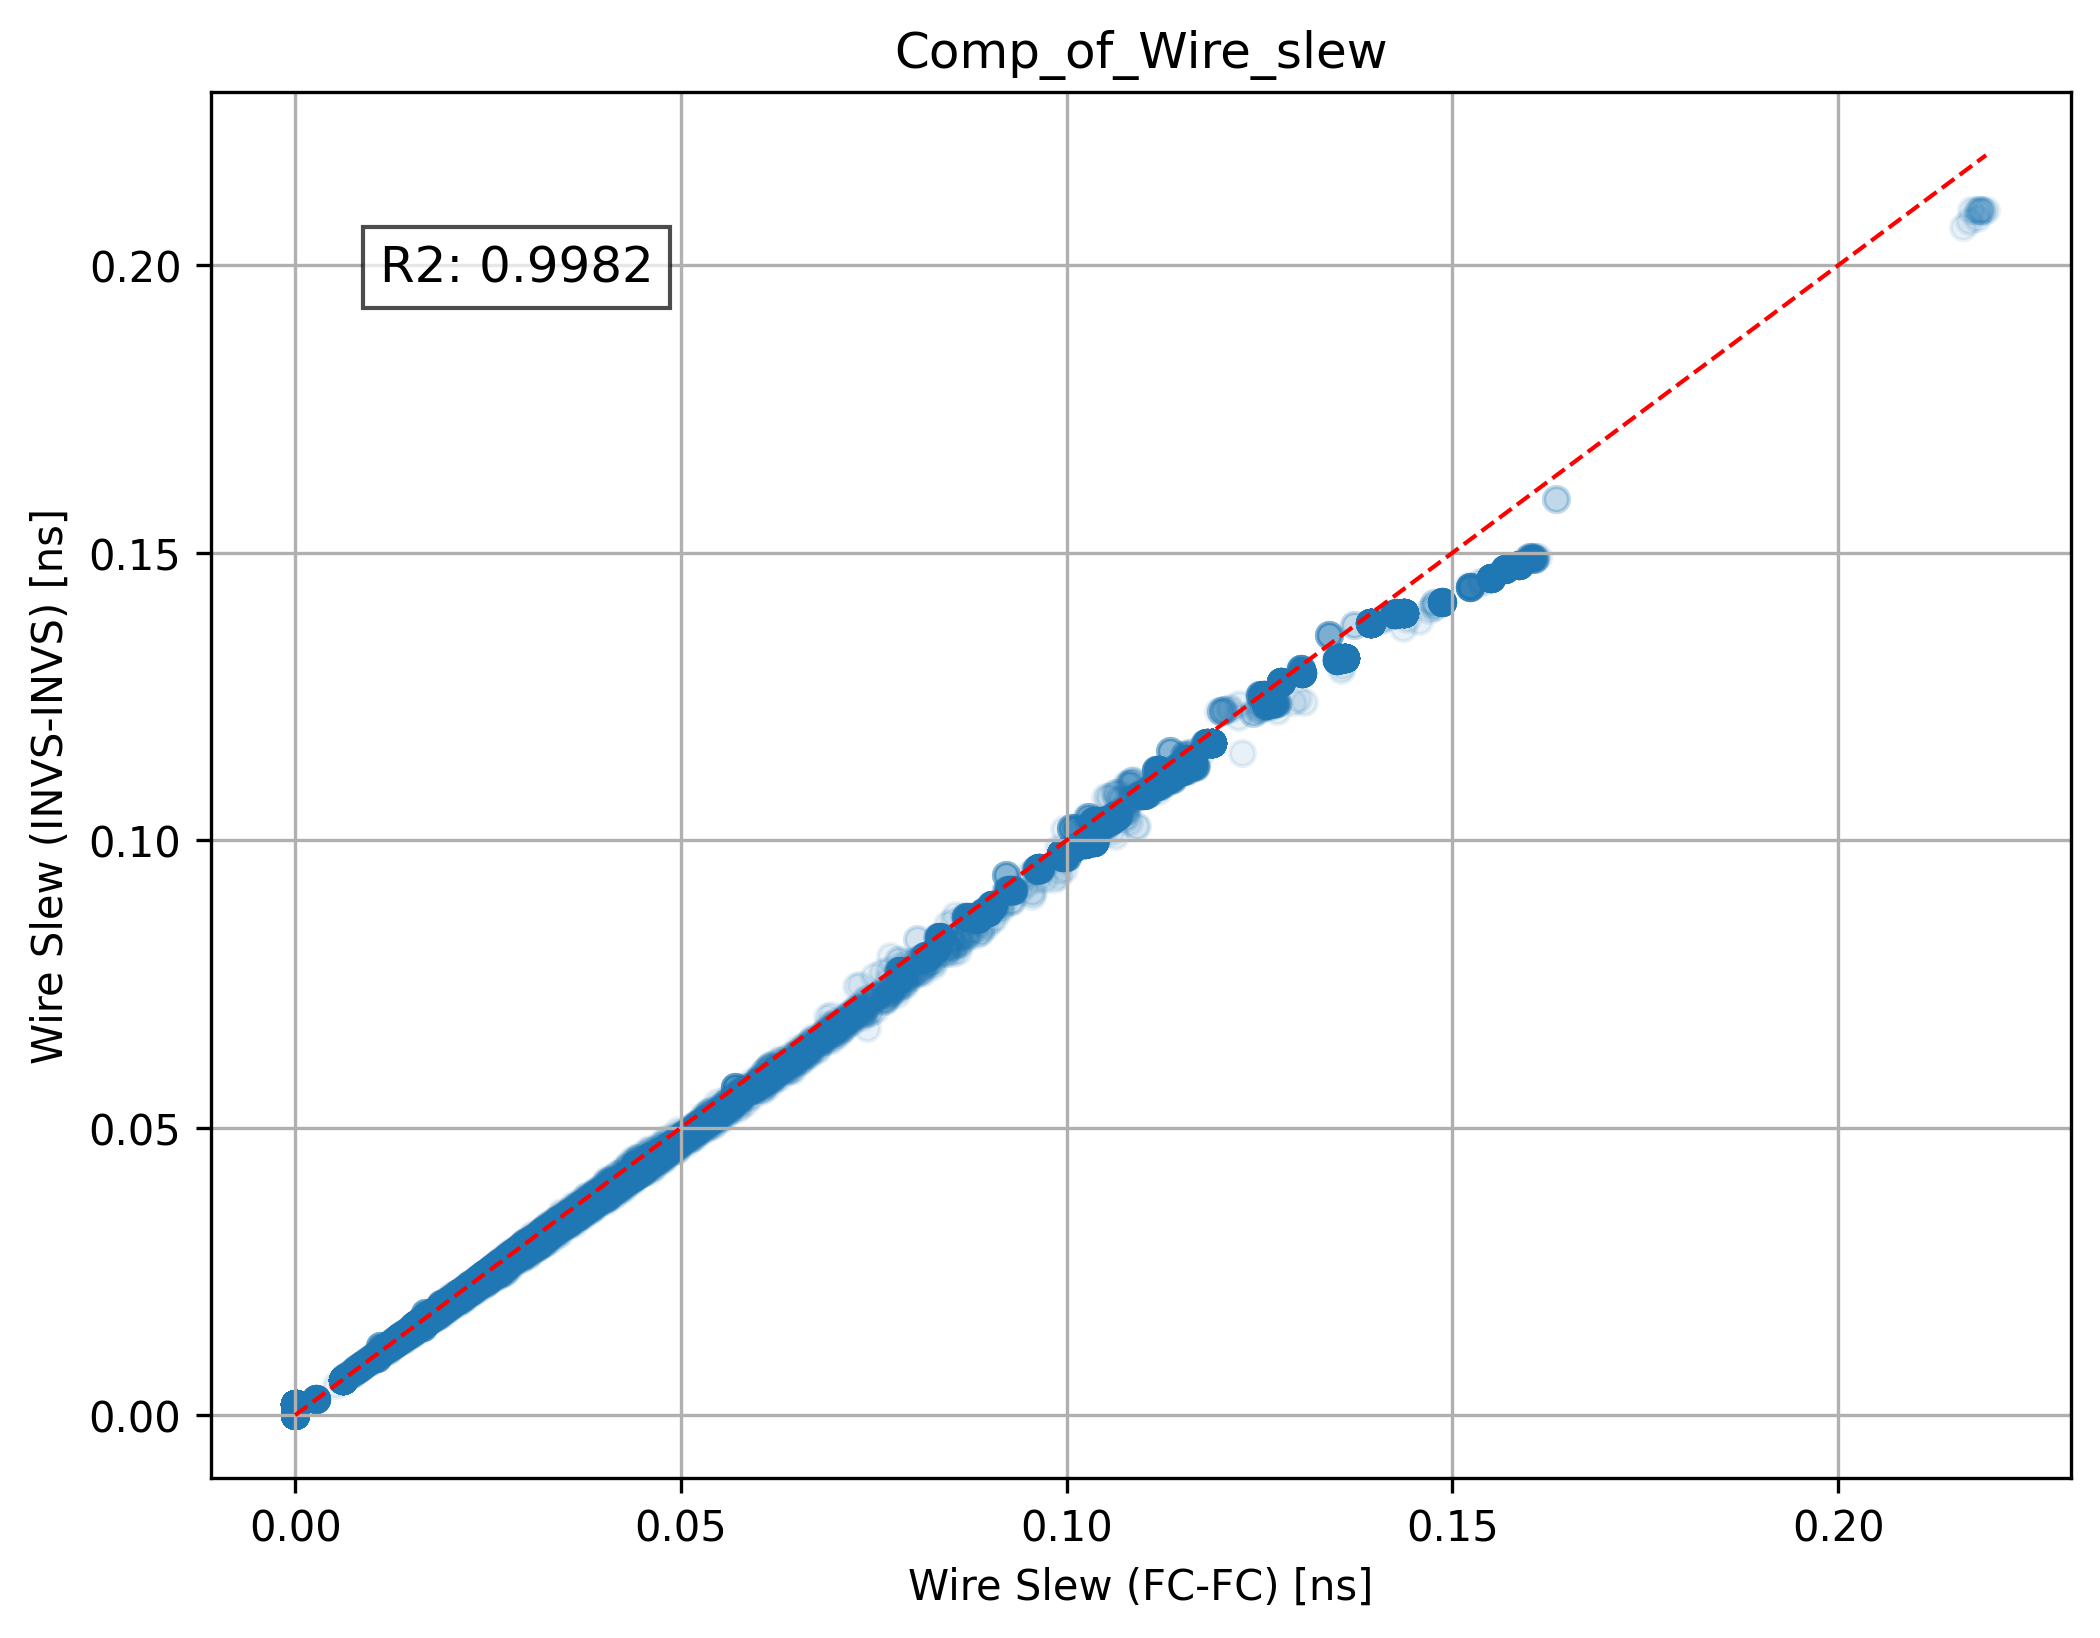 Comp_of_Wire_slew
R2: 0.9982
0.20
0.15
0.10
0.05
0.00
Wire Slew (INVS-INVS) [ns]
0.00 0.05 0.10 0.15 0.20
Wire Slew (FC-FC) [ns]